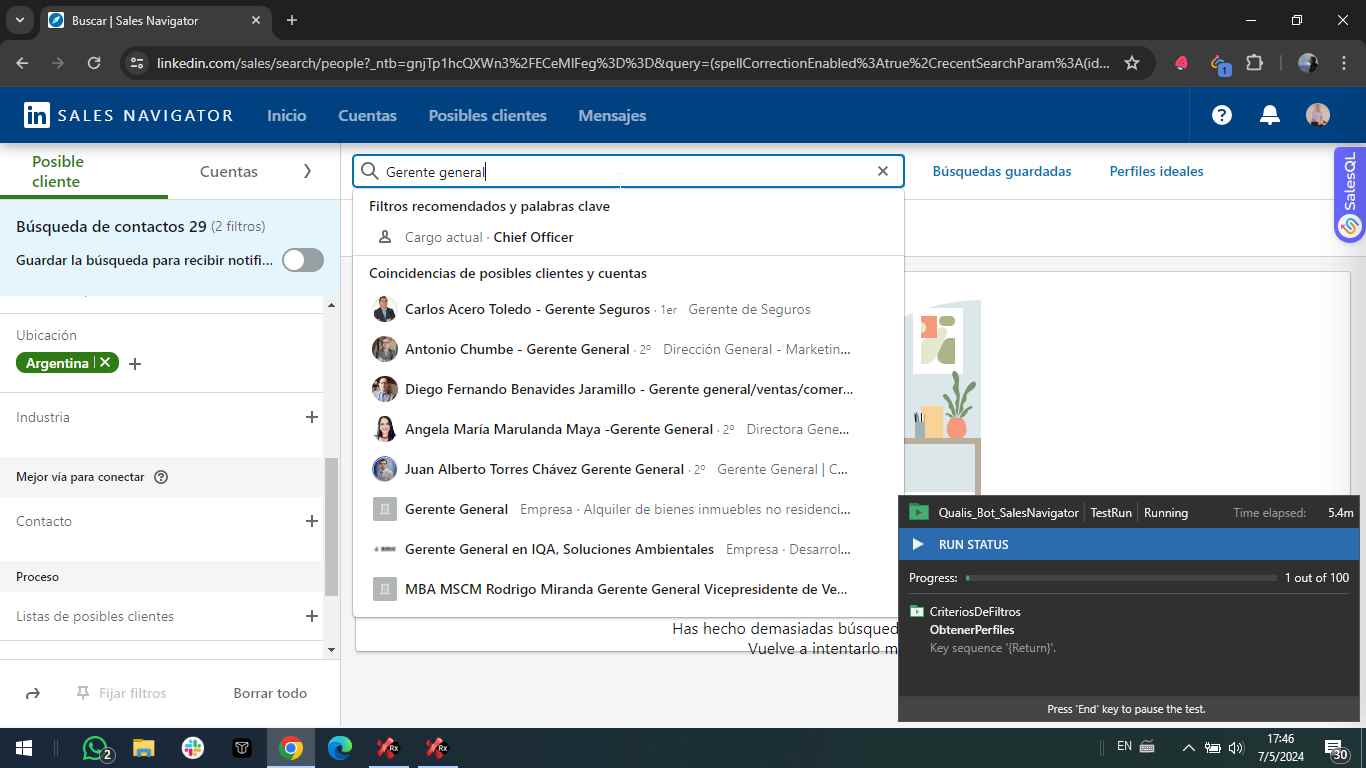 Buscar | Sales Navigator
linkedin.com/sales/search/people?_ntb=gnjTp1hcQXWn3%2FECeMlFeg%3D%3D&query=(spellCorrectionEnabled%3Atrue%2CrecentSearchParam%3A(id...
1
in SALES NAVIGATOR
Inicio
Cuentas
Posibles clientes
Mensajes
Posible
cliente
Cuentas
Gerente general
Búsquedas guardadas
Perfiles ideales
SalesQL
Búsqueda de contactos 29 (2 filtros)
Guardar la búsqueda para recibir notifi...
Ubicación
Argentina
Industria
Mejor vía para conectar
Contacto
Proceso
Listas de posibles clientes
Fijar filtros
Borrar todo
Filtros recomendados y palabras clave
Cargo actual · Chief Officer
Coincidencias de posibles clientes y cuentas
Carlos Acero Toledo - Gerente Seguros · 1er Gerente de Seguros
Antonio Chumbe - Gerente General · 2º Dirección General - Marketin...
Diego Fernando Benavides Jaramillo - Gerente general/ventas/comer...
Angela María Marulanda Maya -Gerente General · 2º Directora Gene...
Juan Alberto Torres Chávez Gerente General · 2º Gerente General | C...
Gerente General Empresa · Alquiler de bienes inmuebles no residenci...
Gerente General en IQA, Soluciones Ambientales Empresa · Desarrol...
MBA MSCM Rodrigo Miranda Gerente General Vicepresidente de Ve...
Has hecho demasiadas búsqued
Vuelve a intentarlo m
Qualis_Bot_SalesNavigator TestRun Running Time elapsed: 5.4m
RUN STATUS
Progress: 1 out of 100
CriteriosDeFiltros
ObtenerPerfiles
Key sequence '{Return}'.
Press 'End' key to pause the test.
2
Rx
Rx
EN
17:46
7/5/2024
30